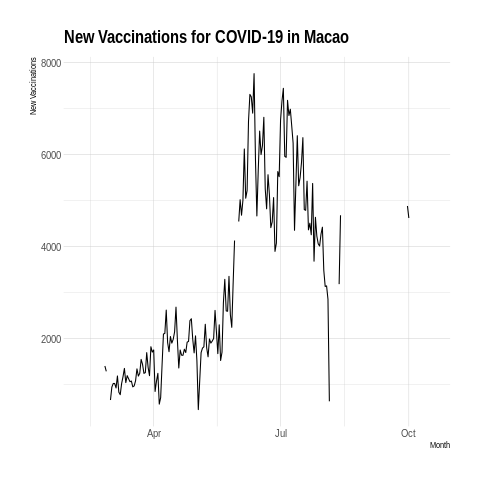 New Vaccinations for COVID-19 in Macao
New Vaccinations
8000
6000
4000
2000
Apr
Jul
Oct
Month